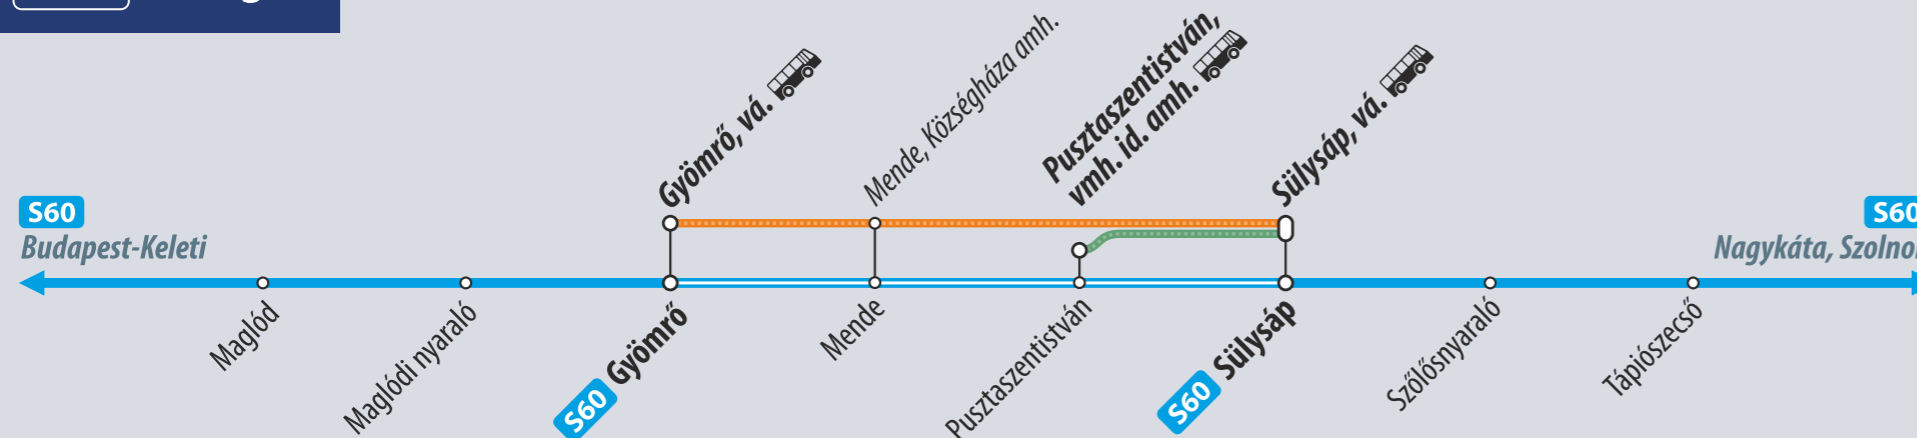 Gyömrő, vá.
Mende, Községháza amh.
Pusztaszentistván,
vmh. id. amh.
Sülysáp, vá.
S60
Budapest-Keleti
S60
Nagykáta, Szolno
Maglód
Maglódi nyaraló
S60 Gyömrő
Mende
Pusztaszentistván
S60 Sülysáp
Szőlősnyaraló
Tápiószecső